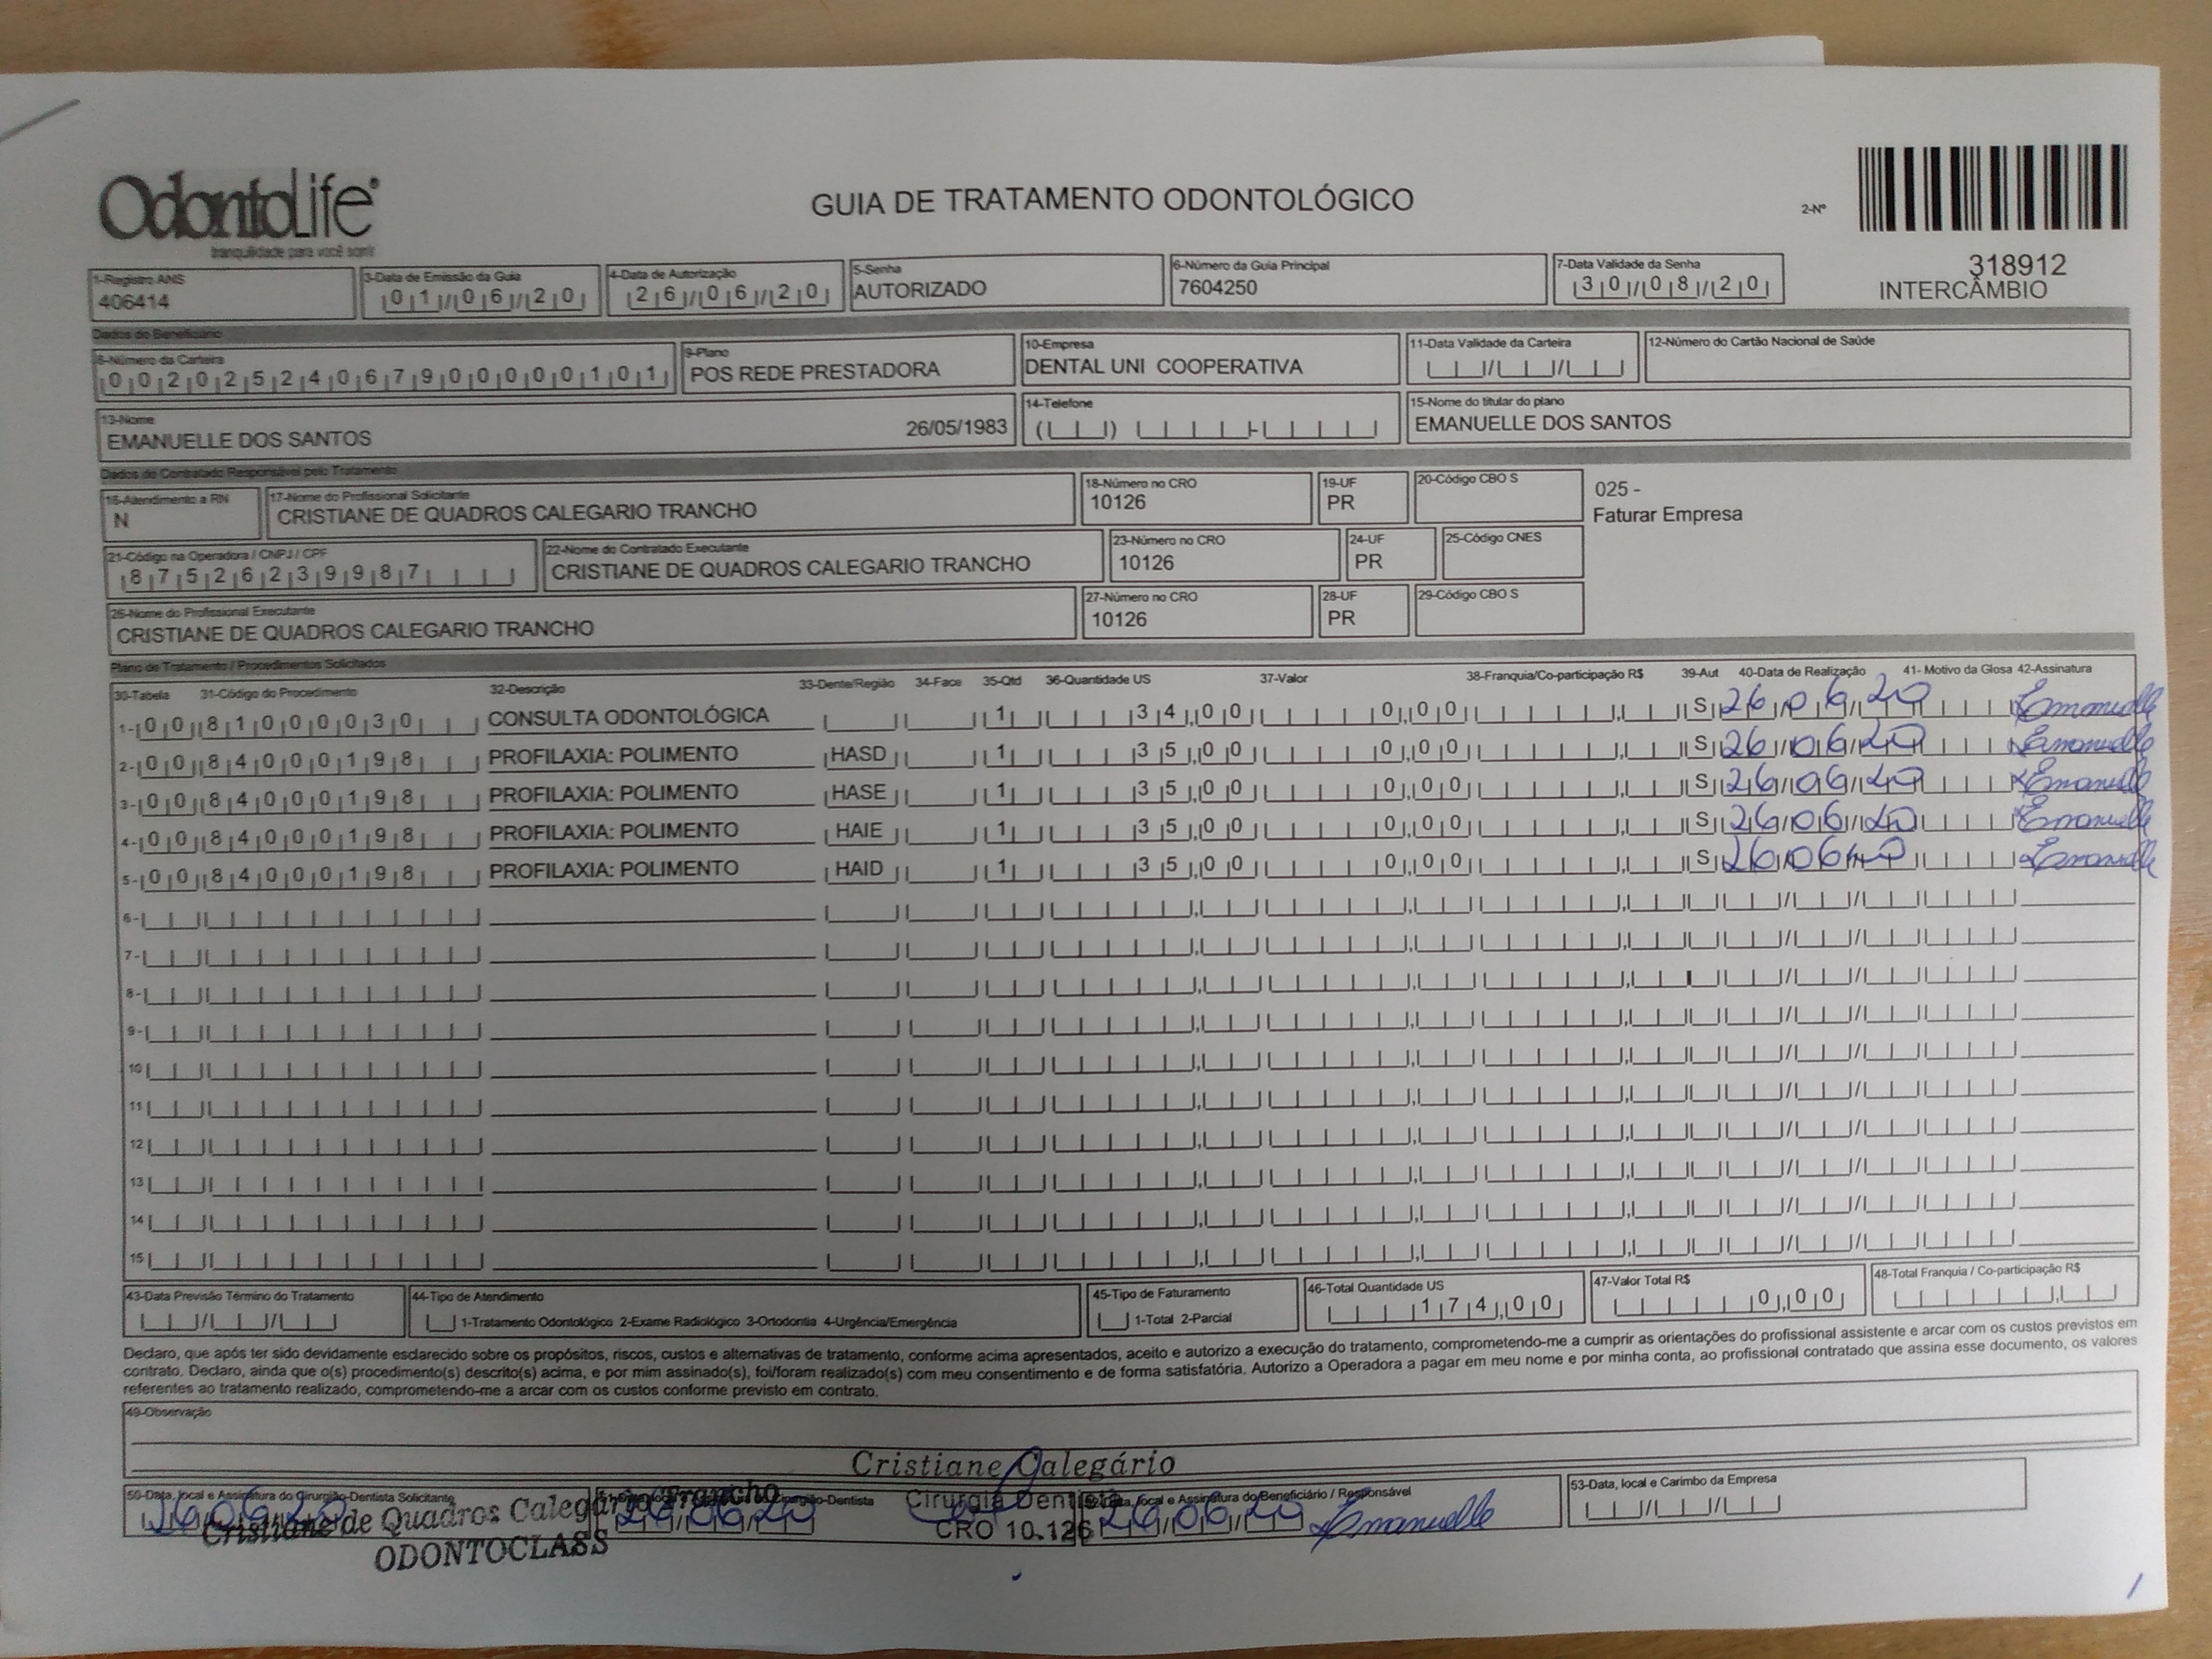 OdontoLife®
tranquilidade para você sorrir
GUIA DE TRATAMENTO ODONTOLÓGICO
2-Nº
318912
INTERCÂMBIO
1-Registro ANS
406414
3-Data de Emissão da Guia
01/06/20
4-Data de Autorização
26/06/20
5-Senha
AUTORIZADO
6-Número da Guia Principal
7604250
7-Data Validade da Senha
30/08/20
Dados do Beneficiário
8-Número da Carteira
00202524067900000101
9-Plano
POS REDE PRESTADORA
10-Empresa
DENTAL UNI COOPERATIVA
11-Data Validade da Carteira
12-Número do Cartão Nacional de Saúde
13-Nome
EMANUELLE DOS SANTOS 26/05/1983
14-Telefone
15-Nome do titular do plano
EMANUELLE DOS SANTOS
Dados do Contratado Responsável pelo Tratamento
16-Atendimento a RN
N
17-Nome do Profissional Solicitante
CRISTIANE DE QUADROS CALEGARIO TRANCHO
18-Número no CRO
10126
19-UF
PR
20-Código CBO S
025 -
Faturar Empresa
21-Código na Operadora / CNPJ / CPF
87526239987
22-Nome do Contratado Executante
CRISTIANE DE QUADROS CALEGARIO TRANCHO
23-Número no CRO
10126
24-UF
PR
25-Código CNES
26-Nome do Profissional Executante
CRISTIANE DE QUADROS CALEGARIO TRANCHO
27-Número no CRO
10126
28-UF
PR
29-Código CBO S
Plano de Tratamento / Procedimentos Solicitados
30-Tabela 31-Código do Procedimento 32-Descrição 33-Dente/Região 34-Face 35-Qtd 36-Quantidade US 37-Valor 38-Franquia/Co-participação R$ 39-Aut 40-Data de Realização 41- Motivo da Glosa 42-Assinatura
1- 00 81000030 CONSULTA ODONTOLÓGICA 1 34,00 0,00 S 26/06/20 Emanuelle
2- 00 84000198 PROFILAXIA: POLIMENTO HASD 1 35,00 0,00 S 26/06/20 Emanuelle
3- 00 84000198 PROFILAXIA: POLIMENTO HASE 1 35,00 0,00 S 26/06/20 Emanuelle
4- 00 84000198 PROFILAXIA: POLIMENTO HAIE 1 35,00 0,00 S 26/06/20 Emanuelle
5- 00 84000198 PROFILAXIA: POLIMENTO HAID 1 35,00 0,00 S 26/06/20 Emanuelle
6-
7-
8-
9-
10
11
12
13
14
15
43-Data Previsão Término do Tratamento
44-Tipo de Atendimento
1-Tratamento Odontológico 2-Exame Radiológico 3-Ortodontia 4-Urgência/Emergência
45-Tipo de Faturamento
1-Total 2-Parcial
46-Total Quantidade US
174,00
47-Valor Total R$
0,00
48-Total Franquia / Co-participação R$
Declaro, que após ter sido devidamente esclarecido sobre os propósitos, riscos, custos e alternativas de tratamento, conforme acima apresentados, aceito e autorizo a execução do tratamento, comprometendo-me a cumprir as orientações do profissional assistente e arcar com os custos previstos em
contrato. Declaro, ainda que o(s) procedimento(s) descrito(s) acima, e por mim assinado(s), foi/foram realizado(s) com meu consentimento e de forma satisfatória. Autorizo a Operadora a pagar em meu nome e por minha conta, ao profissional contratado que assina esse documento, os valores
referentes ao tratamento realizado, comprometendo-me a arcar com os custos conforme previsto em contrato.
49-Observação
Cristiane Calegário
Cirurgiã Dentista
CRO 10.126
50-Data, local e Assinatura do Cirurgião-Dentista Solicitante
26/06/20
Cristiane de Quadros Calegário Trancho
ODONTOCLASS
Cirurgião-Dentista
26/06/20
local e Assinatura do Beneficiário / Responsável
26/06/20 Emanuelle
53-Data, local e Carimbo da Empresa